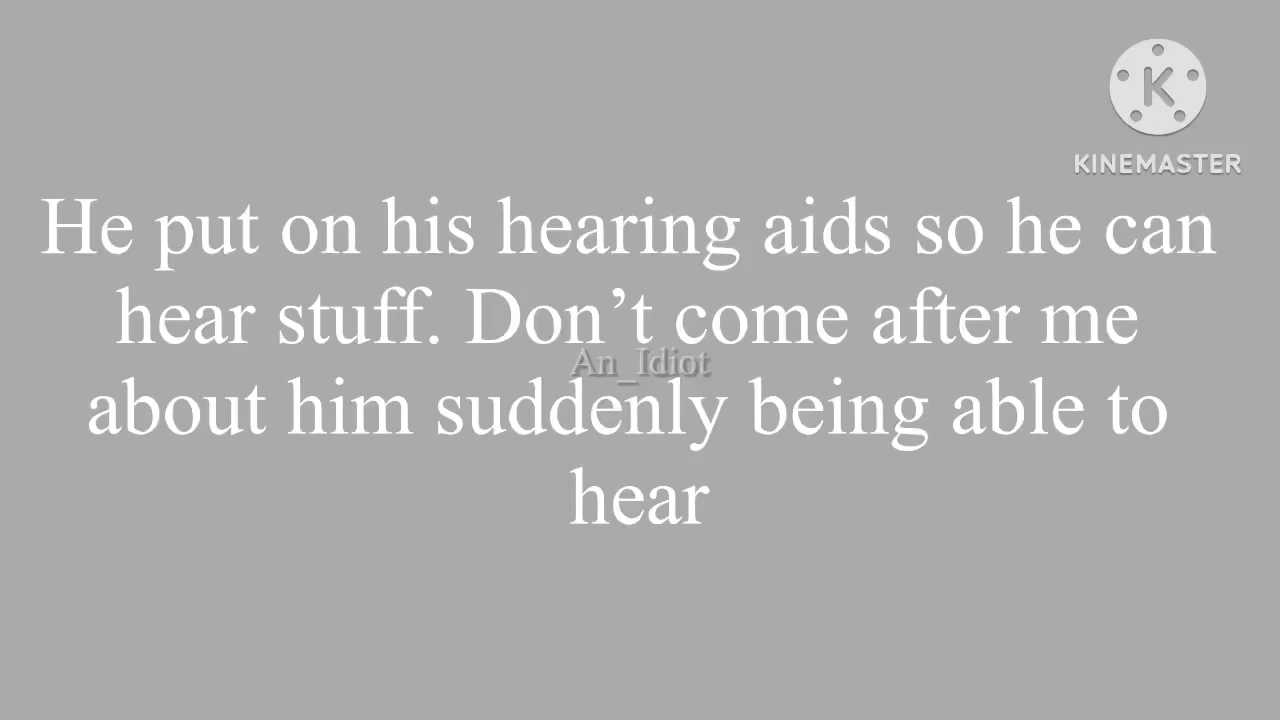 K
KINEMASTER
He put on his hearing aids so he can
hear stuff. Don’t come after me
An_Idiot
about him suddenly being able to
hear